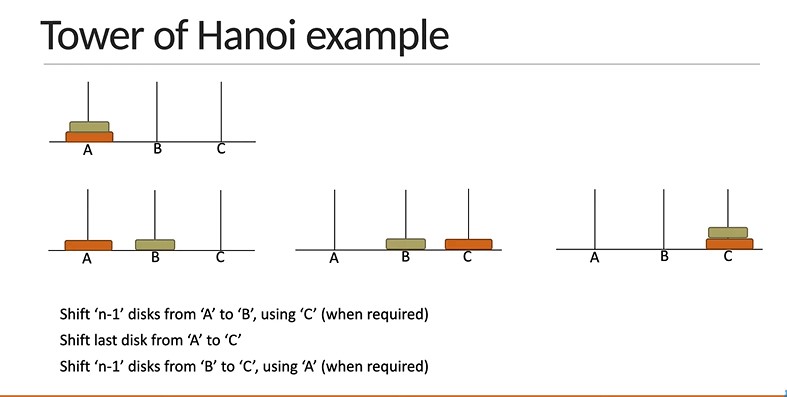 Tower of Hanoi example
A B C
A B C
A B C
A B C
Shift ‘n-1’ disks from ‘A’ to ‘B’, using ‘C’ (when required)
Shift last disk from ‘A’ to ‘C’
Shift ‘n-1’ disks from ‘B’ to ‘C’, using ‘A’ (when required)